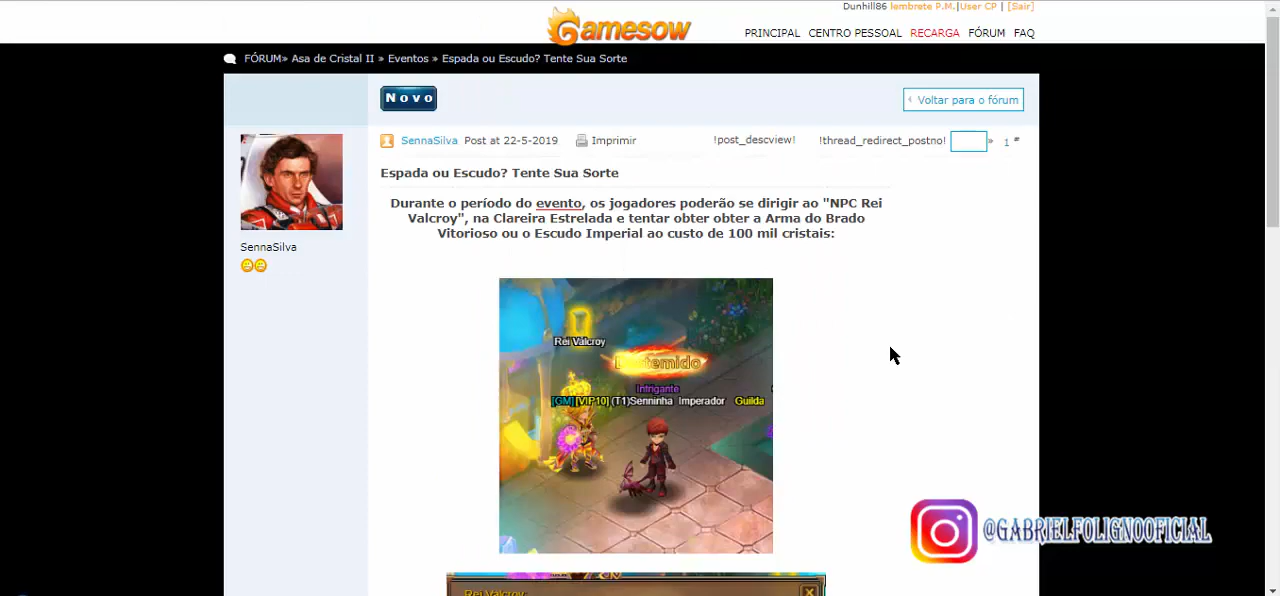 Dunhill86 lembrete P.M.|User CP | [Sair]
Gamesow
PRINCIPAL CENTRO PESSOAL RECARGA FÓRUM FAQ
FÓRUM» Asa de Cristal II » Eventos » Espada ou Escudo? Tente Sua Sorte
Novo
Voltar para o fórum
SennaSilva Post at 22-5-2019 Imprimir !post_descview! !thread_redirect_postno! » 1 #
Espada ou Escudo? Tente Sua Sorte
Durante o período do evento, os jogadores poderão se dirigir ao "NPC Rei
Valcroy", na Clareira Estrelada e tentar obter obter a Arma do Brado
Vitorioso ou o Escudo Imperial ao custo de 100 mil cristais:
SennaSilva
Rei Valcroy
Intrigante
[GM][VIP10](T1)Senninha Imperador Guilda
@GABRIELFOLIGNOOFICIAL
Rei Valcroy: